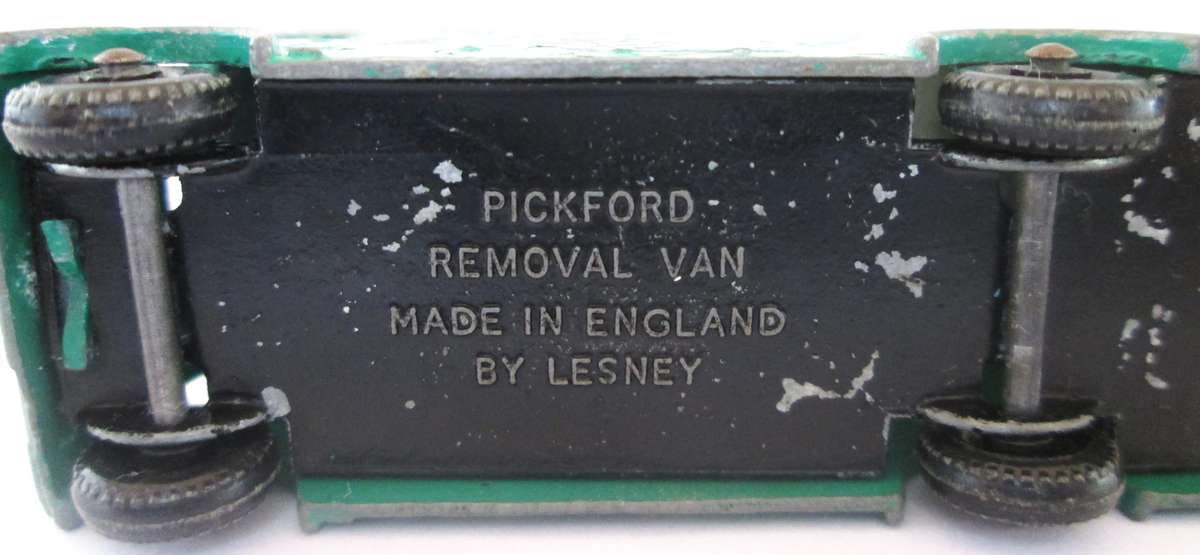 PICKFORD
REMOVAL VAN
MADE IN ENGLAND
BY LESNEY